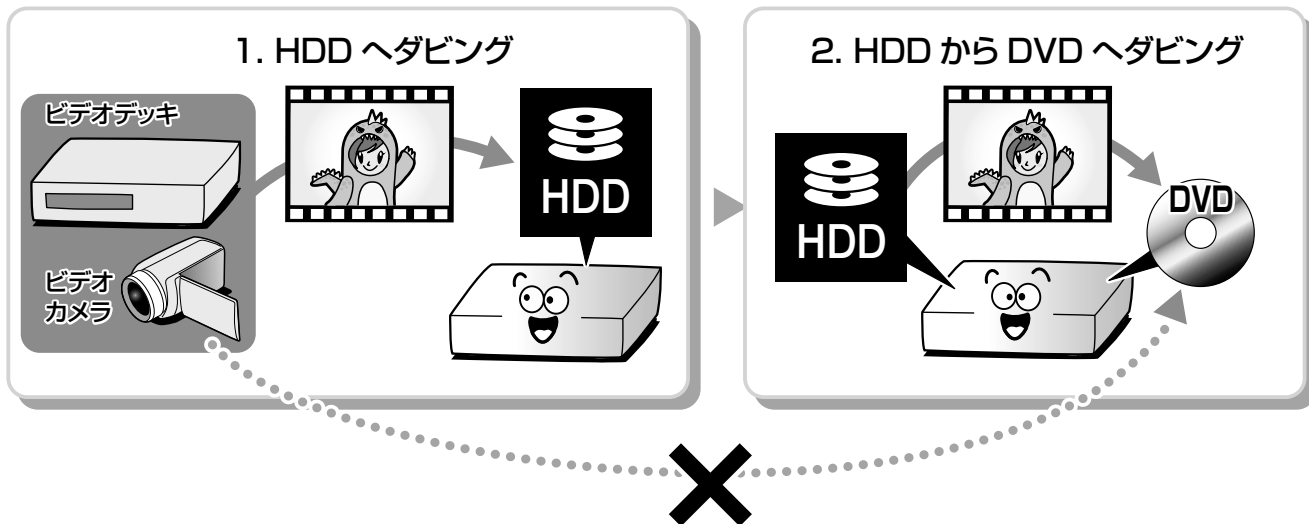 1. HDD へダビング
ビデオデッキ
ビデオ
カメラ
HDD
2. HDD から DVD へダビング
HDD
DVD